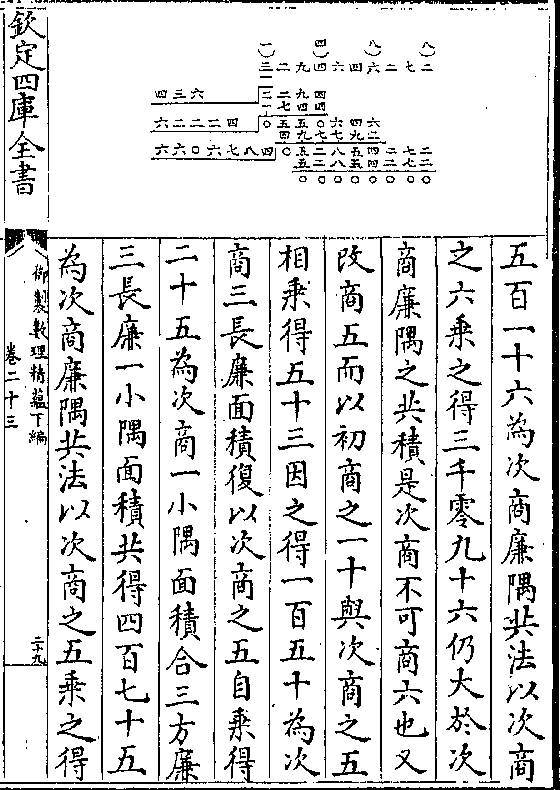 (一) (四) (八) (八)
三二九四六四六二七二
一
四三六 二二九四
一七四四
六二二二四 〇五五〇六四六
四九七七九二
六六〇六七八四 〇五二八五四二七二
五二八五四二七二
〇〇〇〇〇〇〇〇
五百一十六為次商廉隅共法以次商
之六乘之得三千零九十六仍大於次
商廉隅之共積是次商不可商六也又
改商五而以初商之一十與次商之五
相乘得五十三因之得一百五十為次
商三長廉面積復以次商之五自乘得
二十五為次商一小隅面積合三方廉
三長廉一小隅面積共得四百七十五
為次商廉隅共法以次商之五乘之得
欽定四庫全書
御製數理精蘊下編
卷二十三
二十九